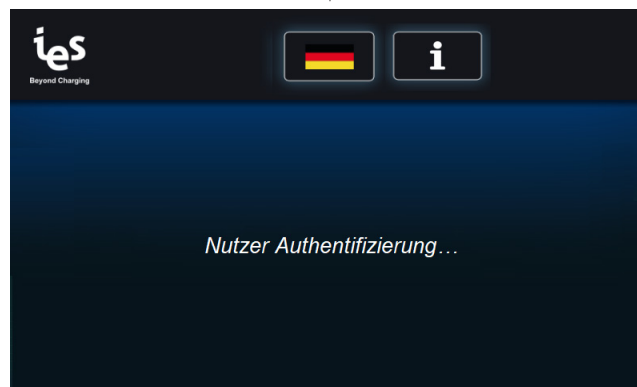 ies
Beyond Charging
i
Nutzer Authentifizierung…